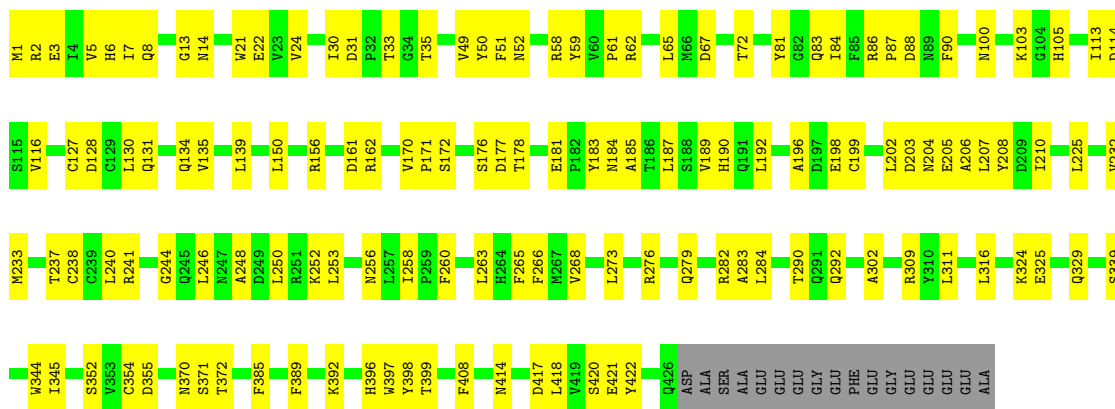 M1 R2 E3 I4 V5 H6 I7 Q8 G13 N14 W21 E22 V23 V24 I30 D31 P32 T33 G34 T35 V49 Y50 F51 N52 R58 Y59 V60 P61 R62 L65 M66 D67 T72 Y81 G82 Q83 I84 F85 R86 P87 D88 N89 F90 N100 K103 G104 H105 I113 D114
S115 V116 C127 D128 C129 L130 Q131 Q134 V135 L139 L150 R156 D161 R162 V170 P171 S172 S176 D177 T178 E181 P182 Y183 N184 A185 T186 L187 S188 V189 H190 Q191 L192 A196 D197 E198 C199 L202 D203 N204 E205 A206 L207 Y208 D209 I210 L225
M233 T237 C238 C239 L240 R241 G244 Q245 L246 N247 A248 D249 L250 R251 K252 L253 N256 L257 I258 P259 F260 L263 H264 F265 F266 M267 V268 L273 R276 Q279 R282 A283 L284 T290 Q291 Q292 A302 R309 Y310 L311 L316 K324 E325 Q329
W344 I345 S352 V353 C354 D355 N370 S371 T372 F385 F389 K392 H396 W397 Y398 T399 F408 N414 D417 L418 V419 S420 E421 Y422 Q426 ASP ALA SER ALA GLU GLU GLU GLY GLU PHE GLU GLY GLU GLU GLU GLU ALA